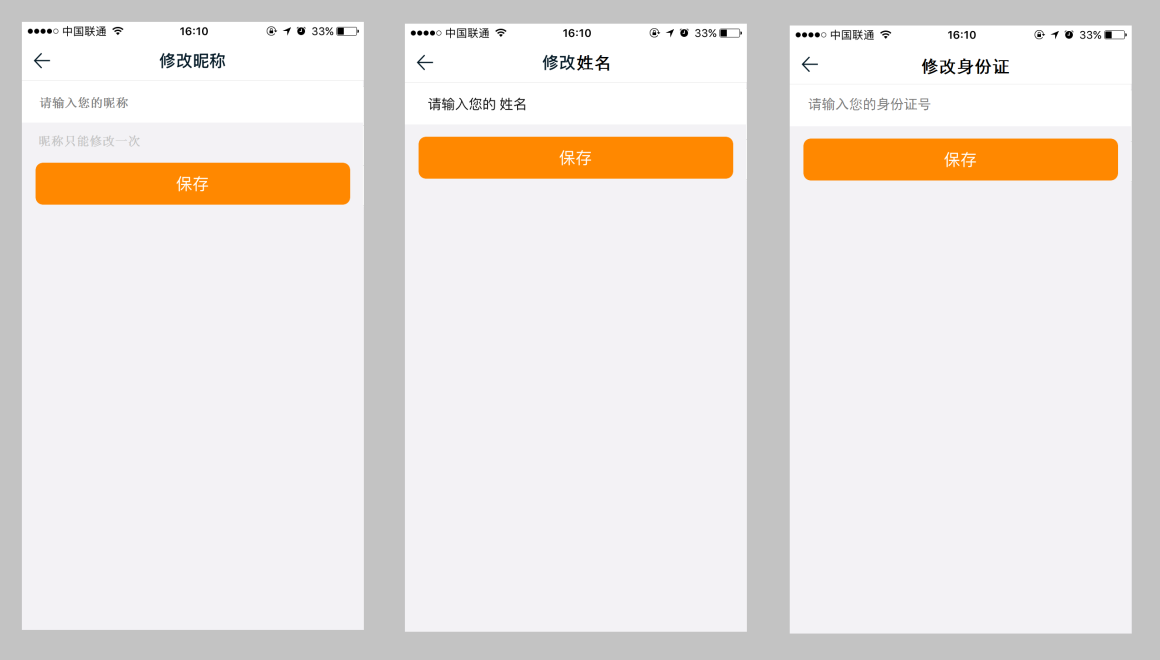 中国联通 16:10 33%
修改昵称
请输入您的昵称
昵称只能修改一次
保存
中国联通 16:10 33%
修改姓名
请输入您的 姓名
保存
中国联通 16:10 33%
修改身份证
请输入您的身份证号
保存